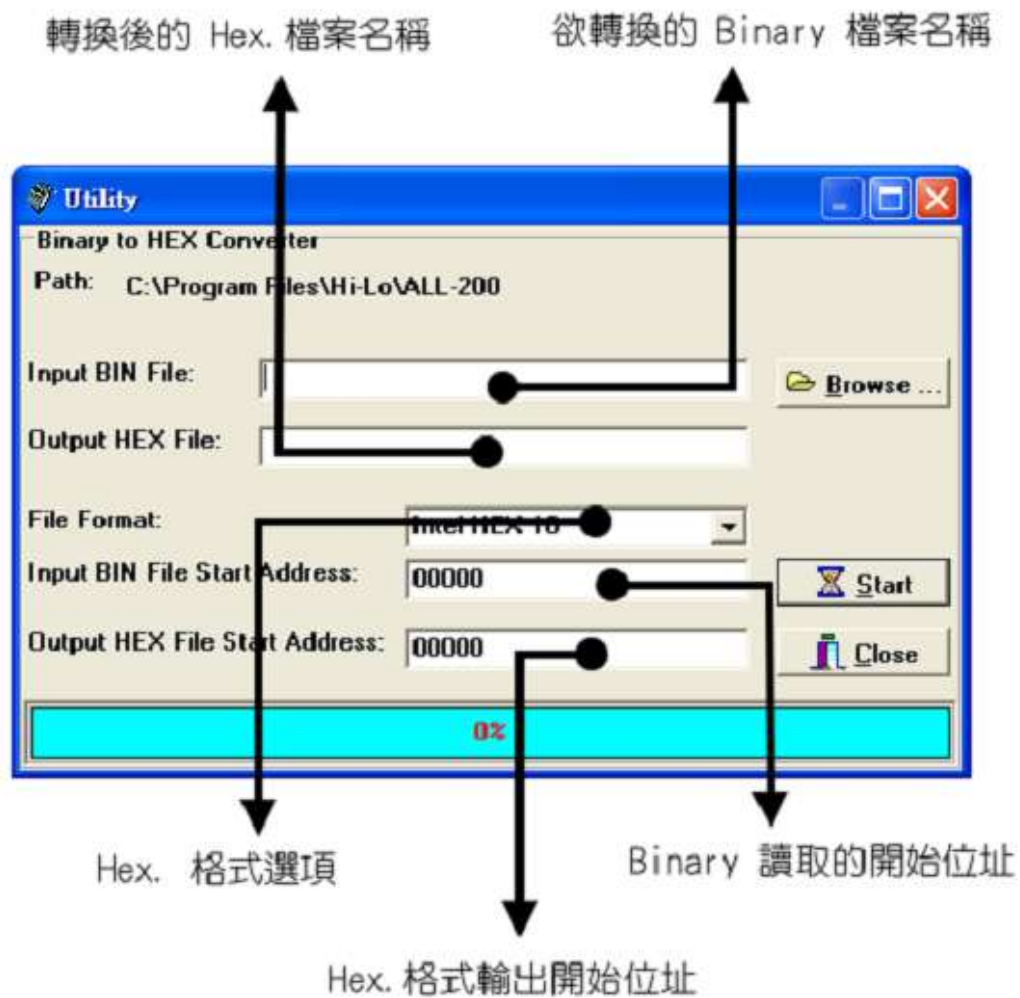 轉換後的 Hex. 檔案名稱
欲轉換的 Binary 檔案名稱
Utility
Binary to HEX Converter
Path: C:\Program Files\Hi-Lo\ALL-200
Input BIN File:
Browse ...
Output HEX File:
File Format:
Intel HEX-16
Input BIN File Start Address: 00000
Start
Output HEX File Start Address: 00000
Close
0%
Hex. 格式選項
Binary 讀取的開始位址
Hex. 格式輸出開始位址